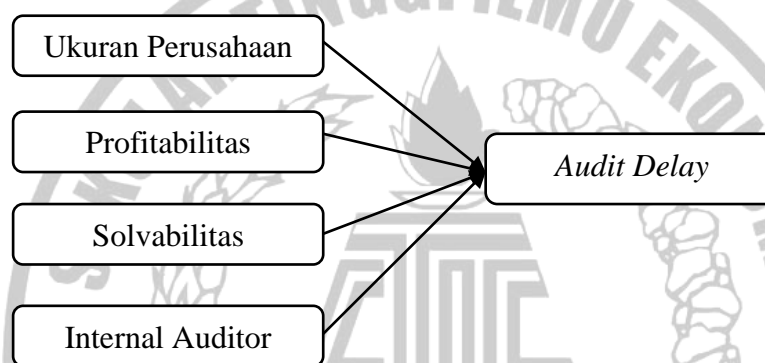 Ukuran Perusahaan
Profitabilitas
Audit Delay
Solvabilitas
Internal Auditor